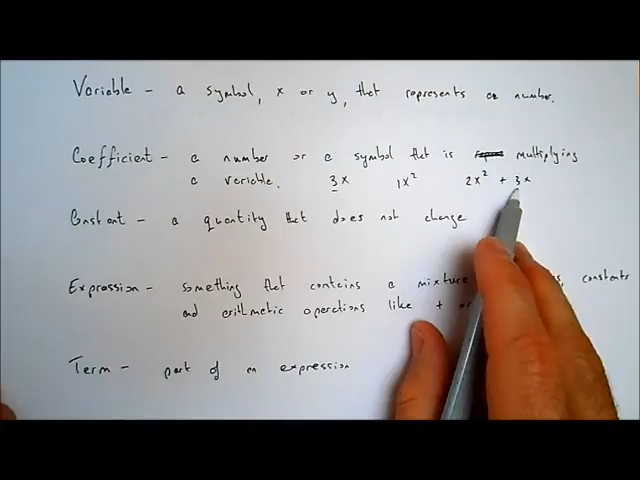 Variable - a symbol, x or y, that represents a number.
Coefficient - a number or a symbol that is multiplying
a variable. 3x 1x² 2x² + 3x
Constant - a quantity that does not change
Expression - something that contains a mixture constants
and arithmetic operations like + or
Term - part of an expression